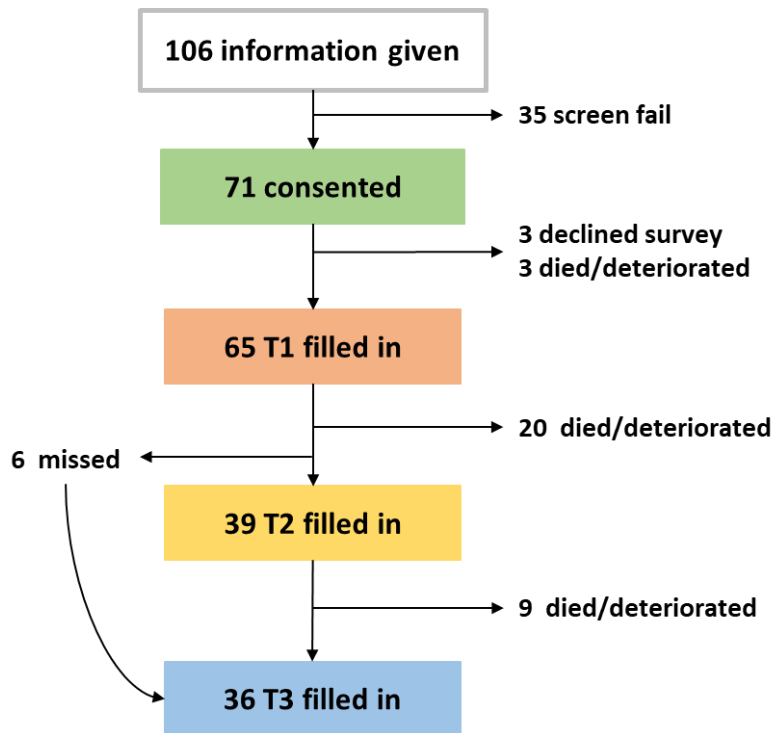 106 information given
35 screen fail
71 consented
3 declined survey
3 died/deteriorated
65 T1 filled in
20 died/deteriorated
6 missed
39 T2 filled in
9 died/deteriorated
36 T3 filled in